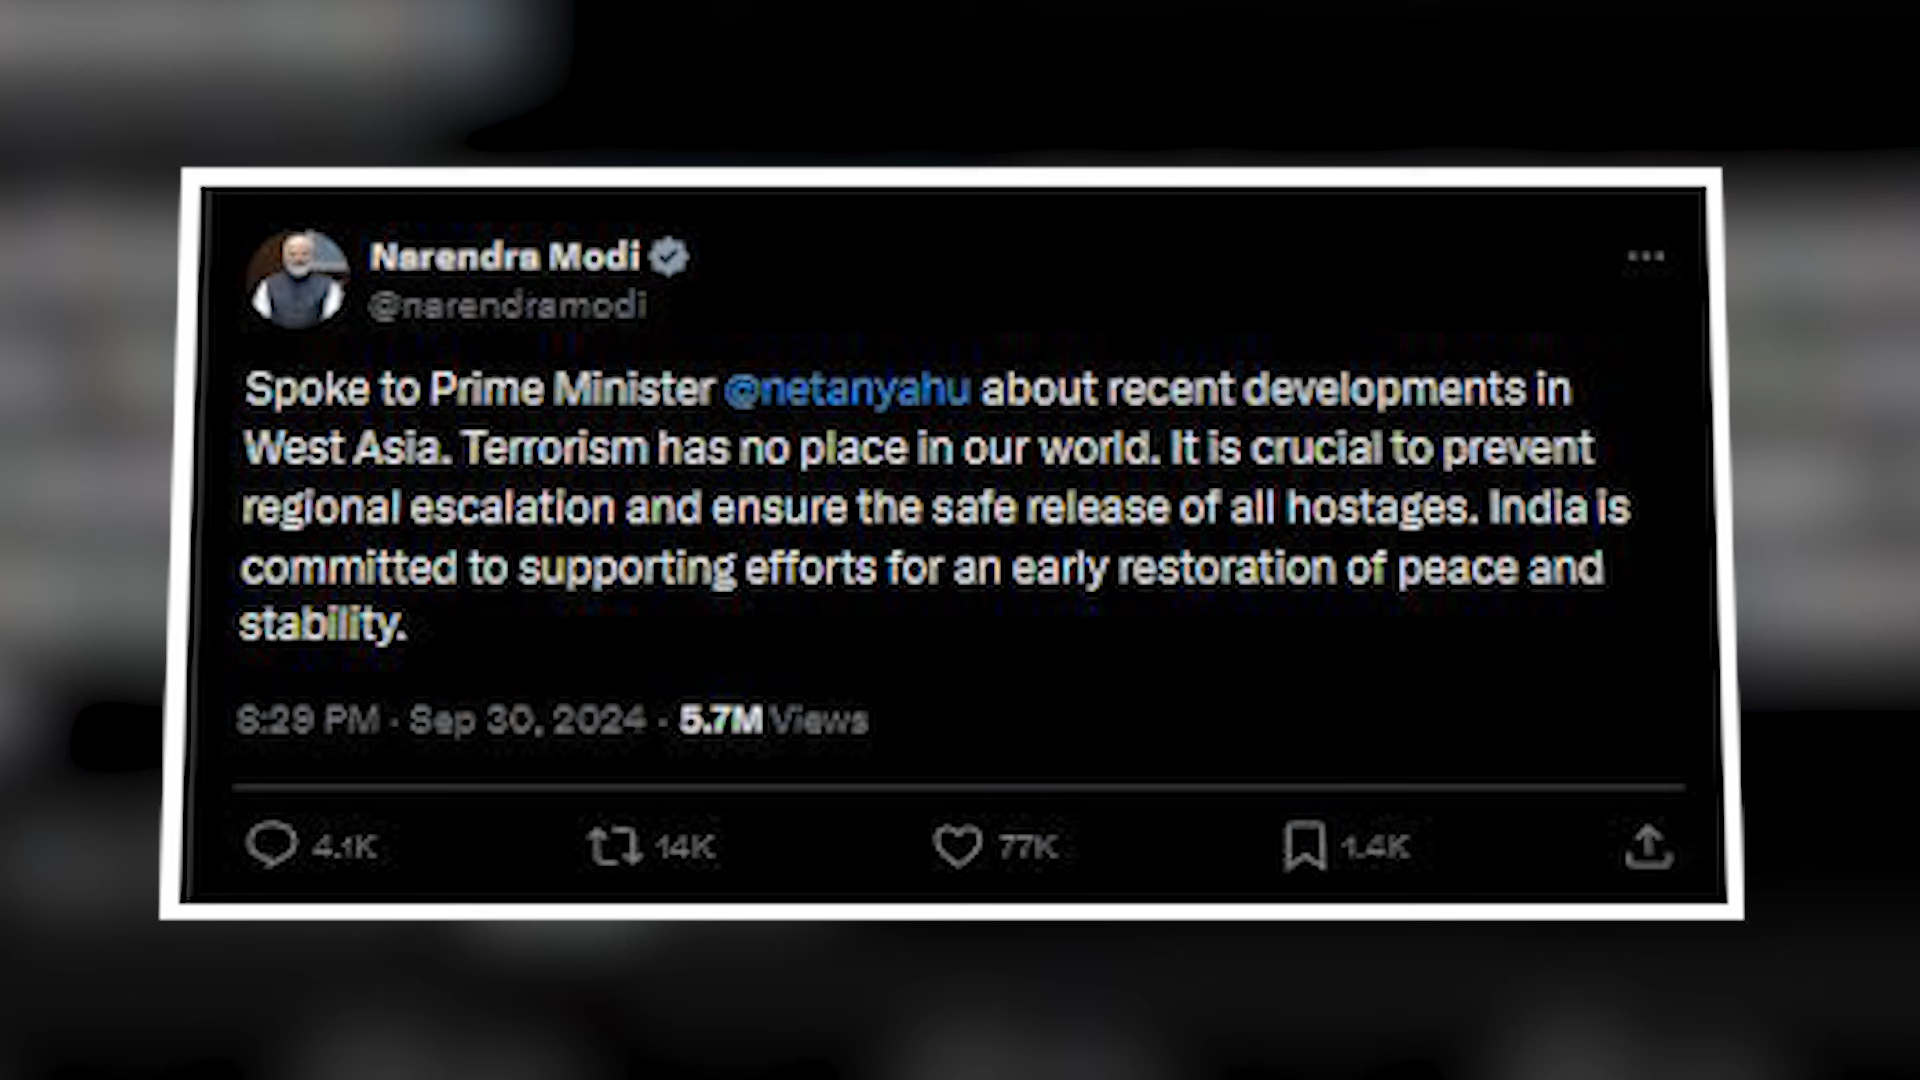 Narendra Modi
@narendramodi
Spoke to Prime Minister @netanyahu about recent developments in
West Asia. Terrorism has no place in our world. It is crucial to prevent
regional escalation and ensure the safe release of all hostages. India is
committed to supporting efforts for an early restoration of peace and
stability.
8:29 PM · Sep 30, 2024 · 5.7M Views
4.1K 14K 77K 1.4K